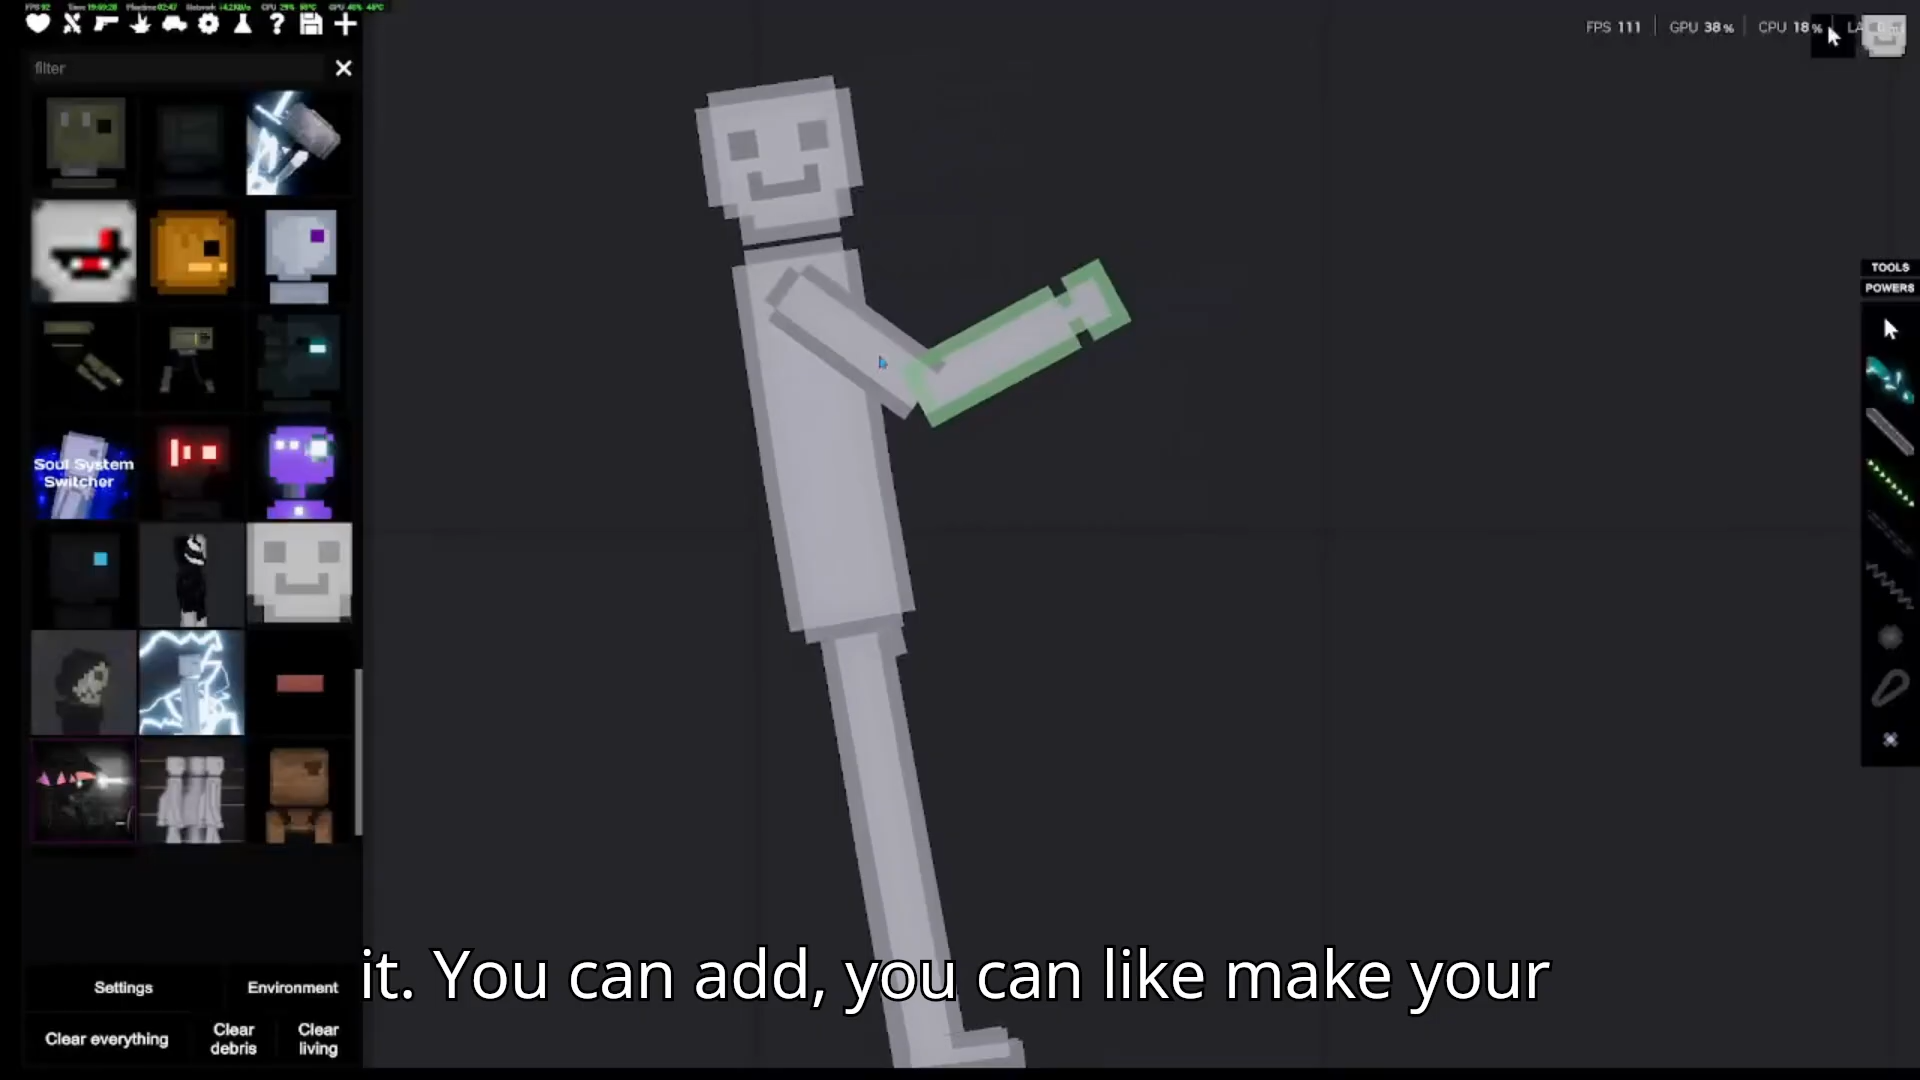 FPS 111 GPU 38 % CPU 18 %
filter
TOOLS
POWERS
Soul System
Switcher
it. You can add, you can like make your
Settings Environment
Clear everything
Clear
debris
Clear
living